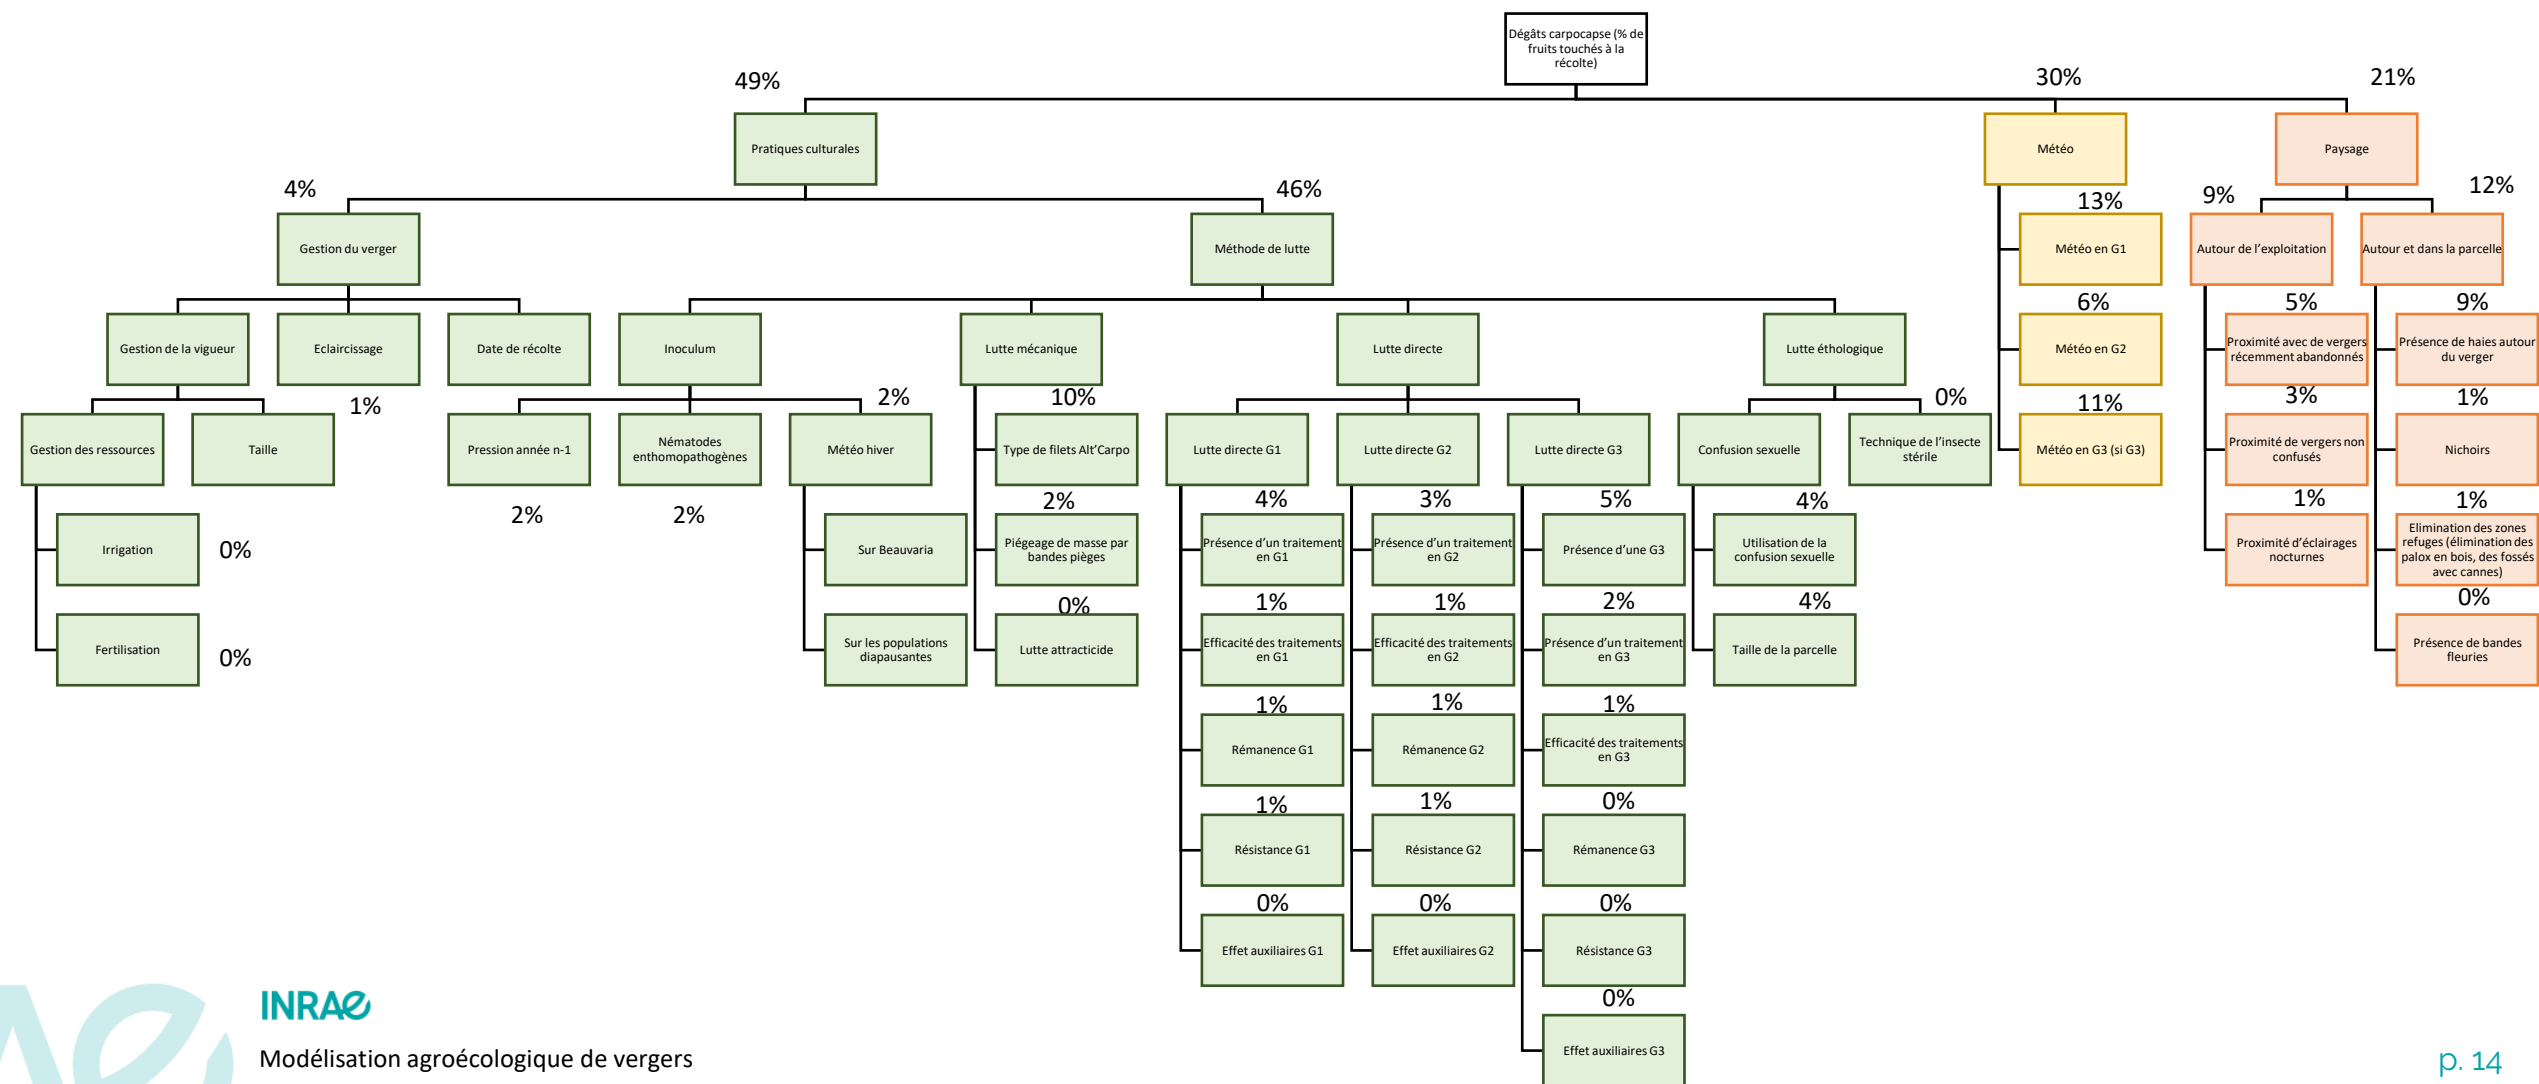 Dégâts carpocapse (% de
fruits touchés à la
récolte)
49%
30%
21%
Pratiques culturales
Météo
Paysage
4%
46%
13%
9%
12%
Gestion du verger
Méthode de lutte
Météo en G1
Autour de l'exploitation
Autour et dans la parcelle
6%
5%
9%
Gestion de la vigueur
Eclaircissage
Date de récolte
Inoculum
Lutte mécanique
Lutte directe
Lutte éthologique
Météo en G2
Proximité avec de vergers
récemment abandonnés
Présence de haies autour
du verger
1%
2%
10%
0%
11%
3%
1%
Gestion des ressources
Taille
Pression année n-1
Nématodes
enthomopathogènes
Météo hiver
Type de filets Alt'Carpo
Lutte directe G1
Lutte directe G2
Lutte directe G3
Confusion sexuelle
Technique de l'insecte
stérile
Météo en G3 (si G3)
Proximité de vergers non
confusés
Nichoirs
2%
2%
2%
4%
3%
5%
4%
1%
1%
Irrigation
0%
Sur Beauvaria
Piégeage de masse par
bandes pièges
Présence d'un traitement
en G1
Présence d'un traitement
en G2
Présence d'une G3
Utilisation de la
confusion sexuelle
Proximité d'éclairages
nocturnes
Elimination des zones
refuges (élimination des
palox en bois, des fossés
avec cannes)
0%
1%
1%
2%
4%
0%
Fertilisation
0%
Sur les populations
diapausantes
Lutte attracticide
Efficacité des traitements
en G1
Efficacité des traitements
en G2
Présence d'un traitement
en G3
Taille de la parcelle
Présence de bandes
fleuries
1%
1%
1%
Rémanence G1
Rémanence G2
Efficacité des traitements
en G3
1%
1%
0%
Résistance G1
Résistance G2
Rémanence G3
0%
0%
0%
Effet auxiliaires G1
Effet auxiliaires G2
Résistance G3
0%
Effet auxiliaires G3
INRAE
Modélisation agroécologique de vergers
p. 14